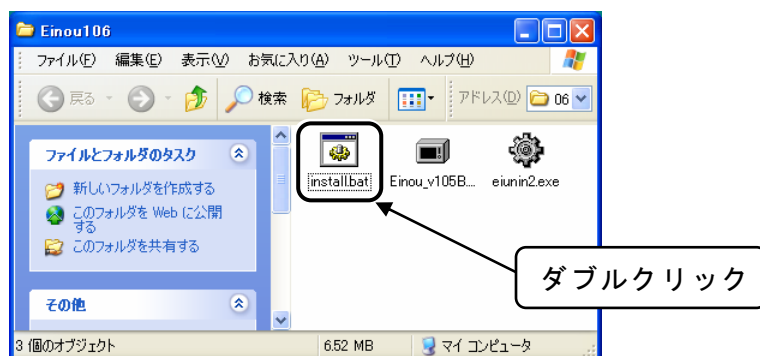 Einou106
ファイル(F) 編集(E) 表示(V) お気に入り(A) ツール(T) ヘルプ(H)
戻る 検索 フォルダ アドレス(D) 06
ファイルとフォルダのタスク
新しいフォルダを作成する
このフォルダを Web に公開
する
このフォルダを共有する
その他
install.bat Einou_v105B... eiunin2.exe
ダブルクリック
3 個のオブジェクト 6.52 MB マイ コンピュータ